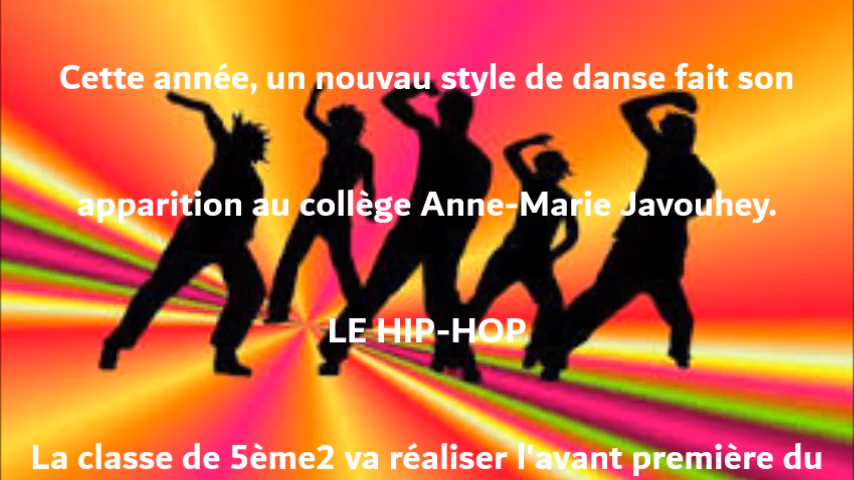 Cette année, un nouvau style de danse fait son
apparition au collège Anne-Marie Javouhey.
LE HIP-HOP
La classe de 5ème2 va réaliser l'avant première du